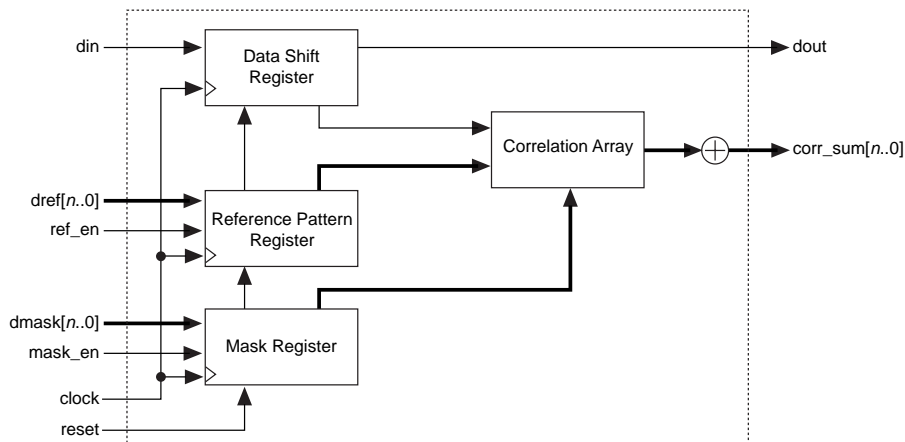 din
Data Shift
Register
dout
Correlation Array
corr_sum[n..0]
dref[n..0]
ref_en
Reference Pattern
Register
dmask[n..0]
mask_en
Mask Register
clock
reset